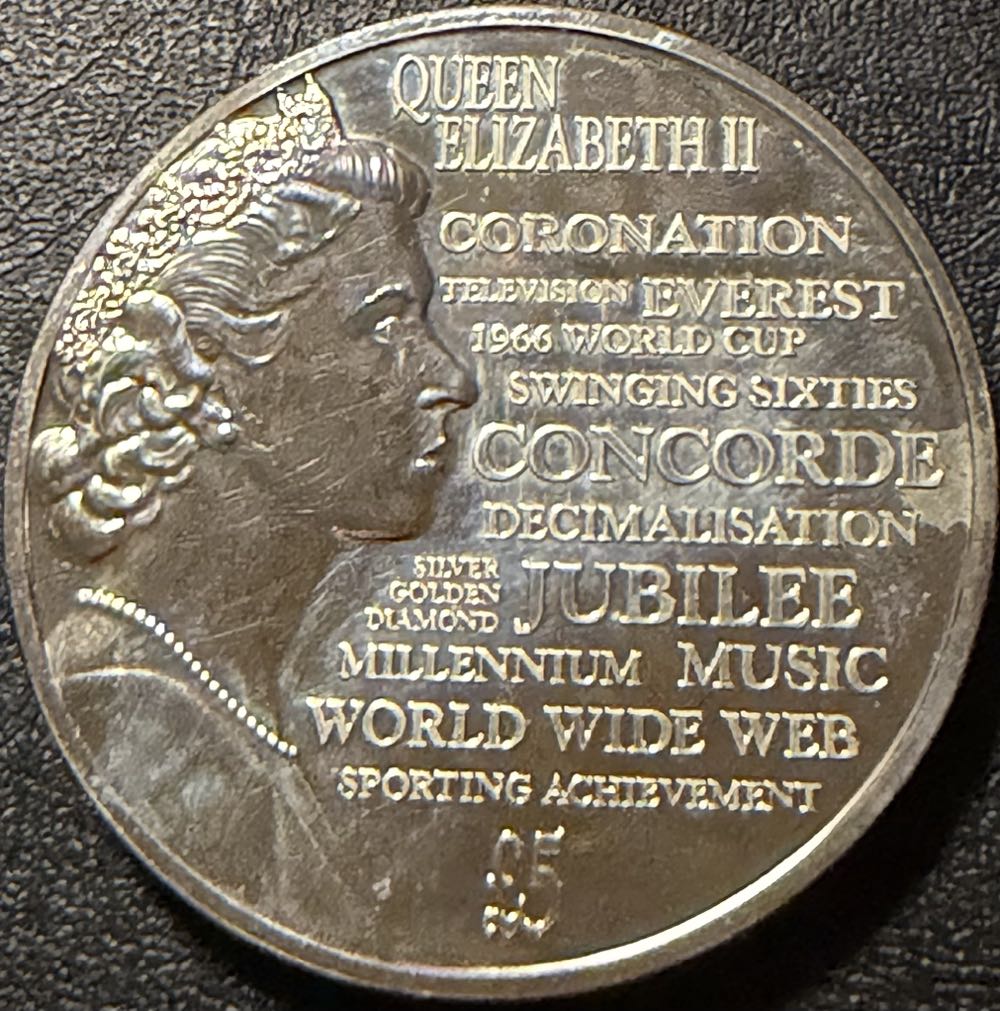 QUEEN
ELIZABETH II
CORONATION
TELEVISION EVEREST
1966 WORLD CUP
SWINGING SIXTIES
CONCORDE
DECIMALISATION
SILVER
GOLDEN
DIAMOND JUBILEE
MILLENNIUM MUSIC
WORLD WIDE WEB
SPORTING ACHIEVEMENT